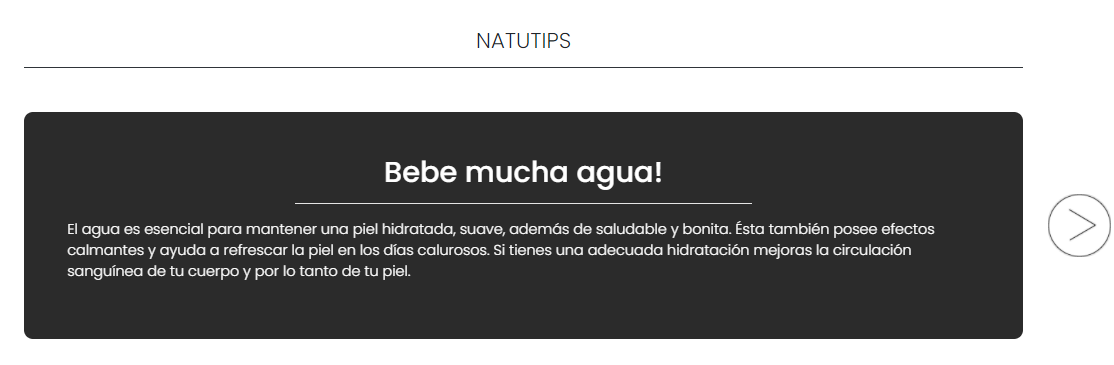 NATUTIPS
Bebe mucha agua!
El agua es esencial para mantener una piel hidratada, suave, además de saludable y bonita. Ésta también posee efectos
calmantes y ayuda a refrescar la piel en los días calurosos. Si tienes una adecuada hidratación mejoras la circulación
sanguínea de tu cuerpo y por lo tanto de tu piel.